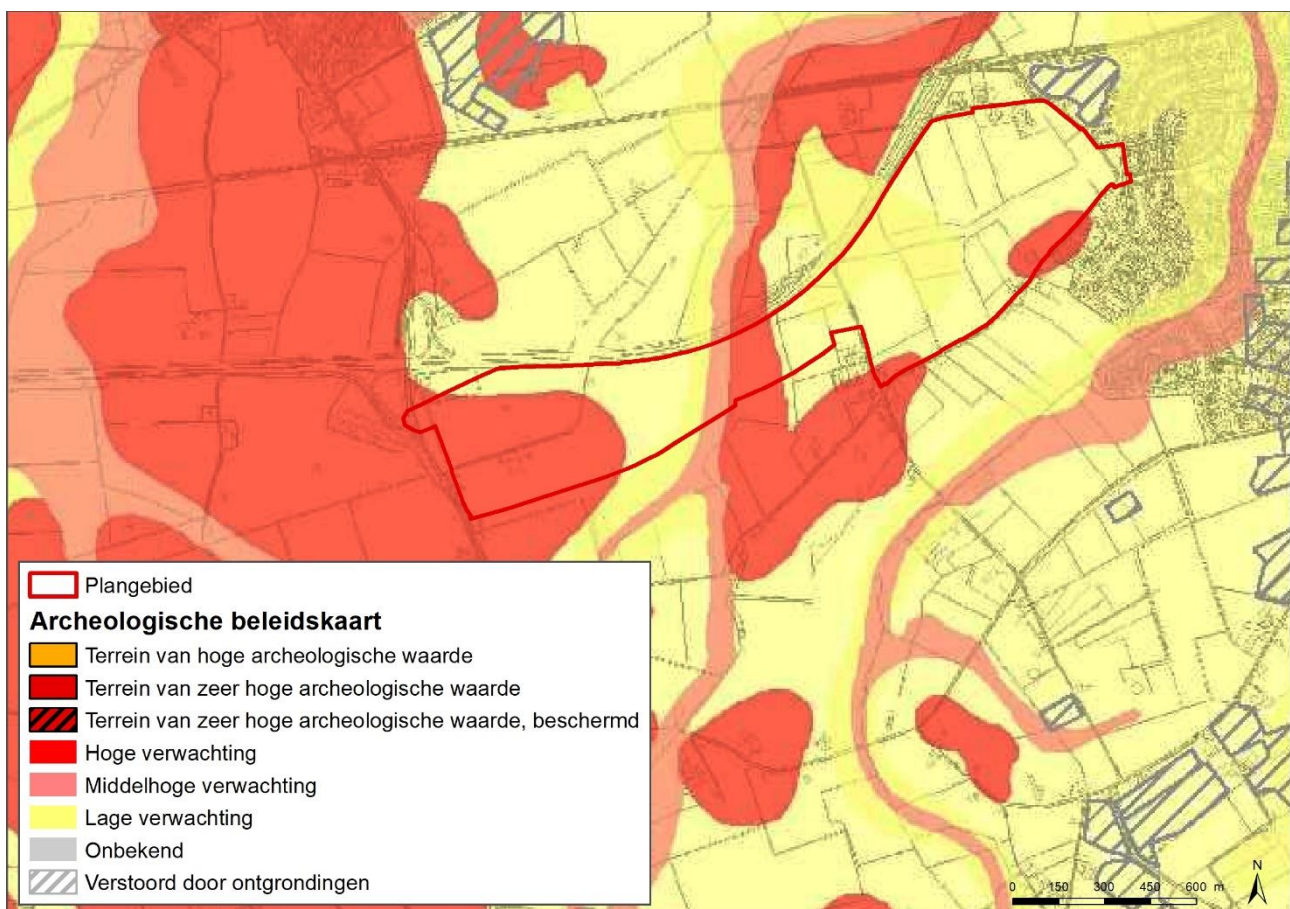 Plangebied
Archeologische beleidskaart
Terrein van hoge archeologische waarde
Terrein van zeer hoge archeologische waarde
Terrein van zeer hoge archeologische waarde, beschermd
Hoge verwachting
Middelhoge verwachting
Lage verwachting
Onbekend
Verstoord door ontgrondingen
N
0 150 300 450 600 m